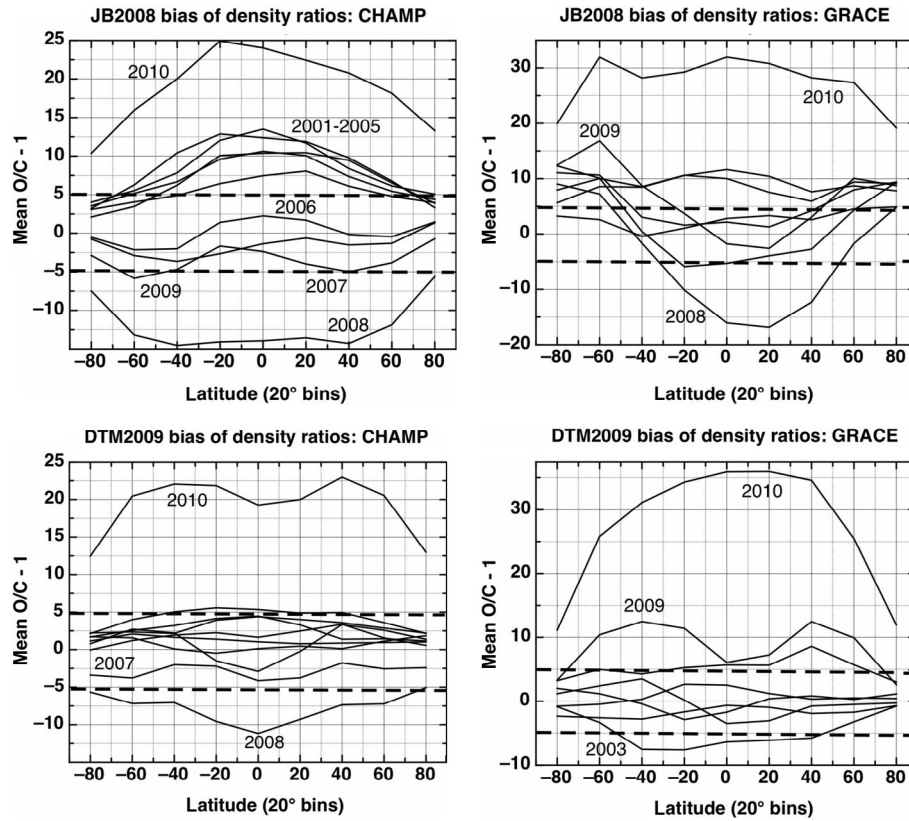 JB2008 bias of density ratios: CHAMP
25
20
15
10
5
0
−5
−10
Mean O/C - 1
2010
2001-2005
2006
2009
2007
2008
−80 −60 −40 −20 0 20 40 60 80
Latitude (20° bins)
JB2008 bias of density ratios: GRACE
30
20
10
0
−10
−20
Mean O/C - 1
2010
2009
2008
−80 −60 −40 −20 0 20 40 60 80
Latitude (20° bins)
DTM2009 bias of density ratios: CHAMP
25
20
15
10
5
0
−5
−10
Mean O/C - 1
2010
2007
2008
−80 −60 −40 −20 0 20 40 60 80
Latitude (20° bins)
DTM2009 bias of density ratios: GRACE
30
20
10
0
−10
Mean O/C - 1
2010
2009
2003
−80 −60 −40 −20 0 20 40 60 80
Latitude (20° bins)